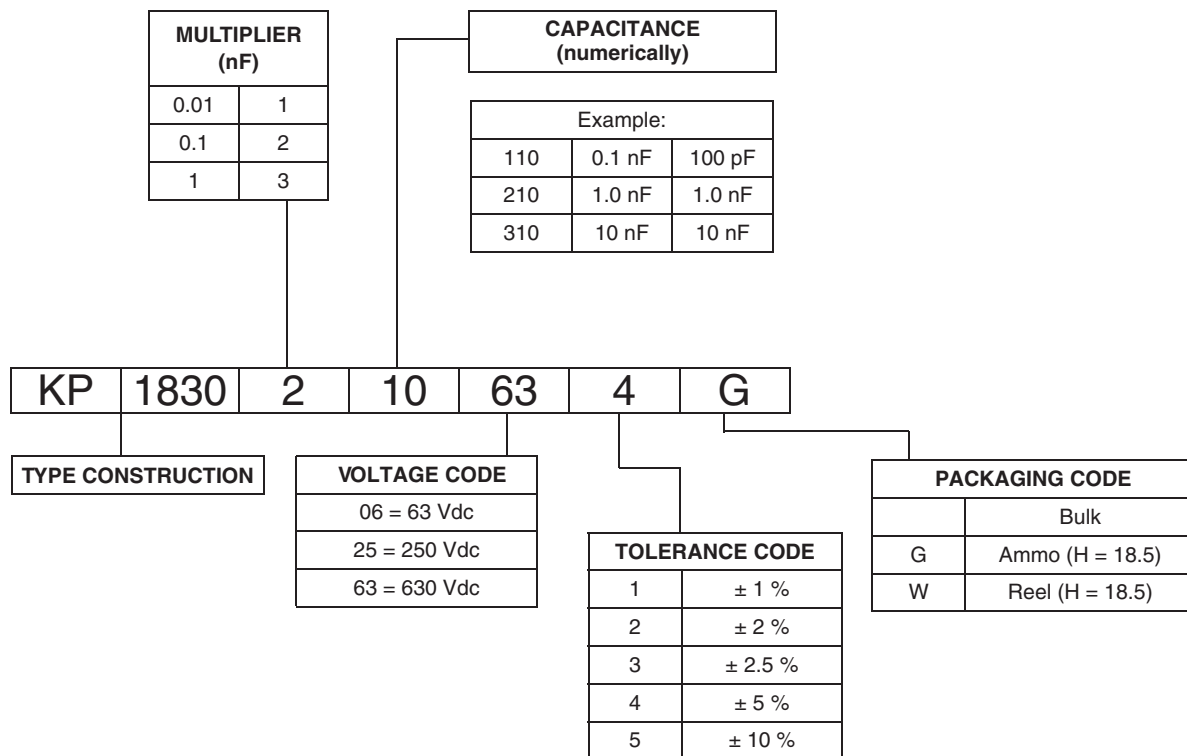 MULTIPLIER
(nF)
0.01 1
0.1 2
1 3
CAPACITANCE
(numerically)
Example:
110 0.1 nF 100 pF
210 1.0 nF 1.0 nF
310 10 nF 10 nF
KP 1830 2 10 63 4 G
TYPE CONSTRUCTION
VOLTAGE CODE
06 = 63 Vdc
25 = 250 Vdc
63 = 630 Vdc
TOLERANCE CODE
1 ± 1 %
2 ± 2 %
3 ± 2.5 %
4 ± 5 %
5 ± 10 %
PACKAGING CODE
Bulk
G Ammo (H = 18.5)
W Reel (H = 18.5)